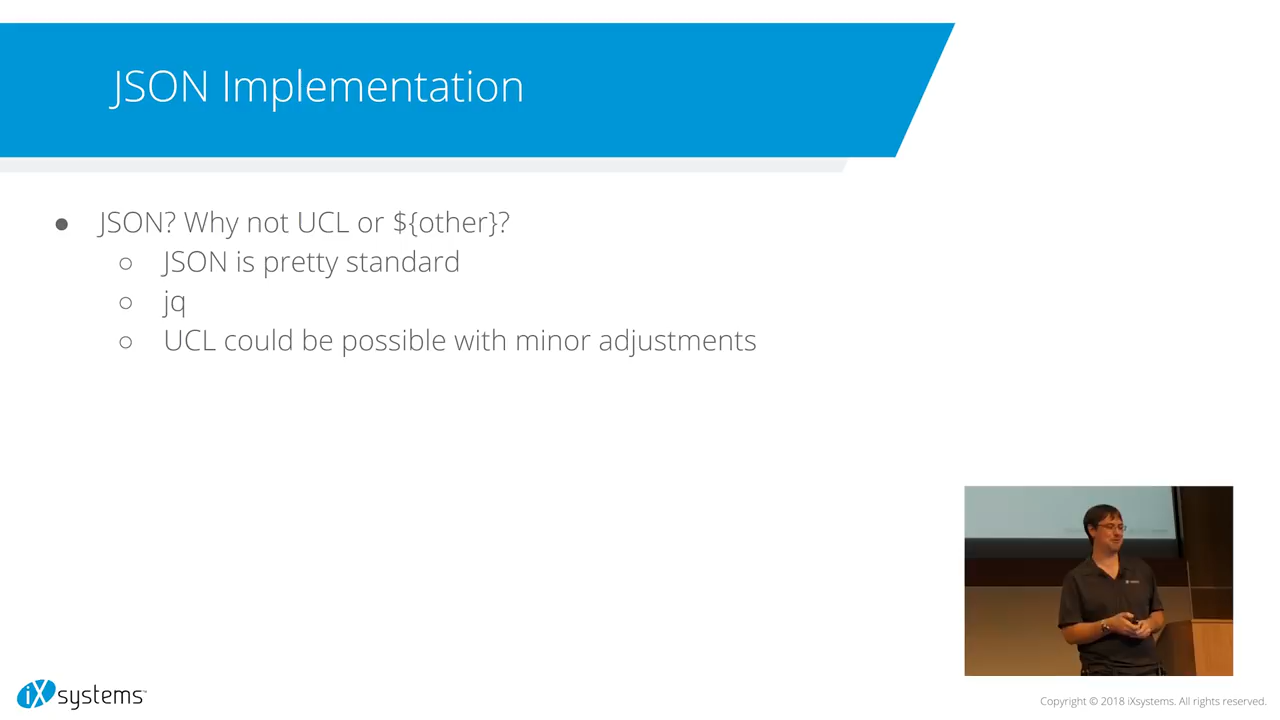 JSON Implementation
● JSON? Why not UCL or ${other}?
○ JSON is pretty standard
○ jq
○ UCL could be possible with minor adjustments
iXsystems™
Copyright © 2018 iXsystems. All rights reserved.